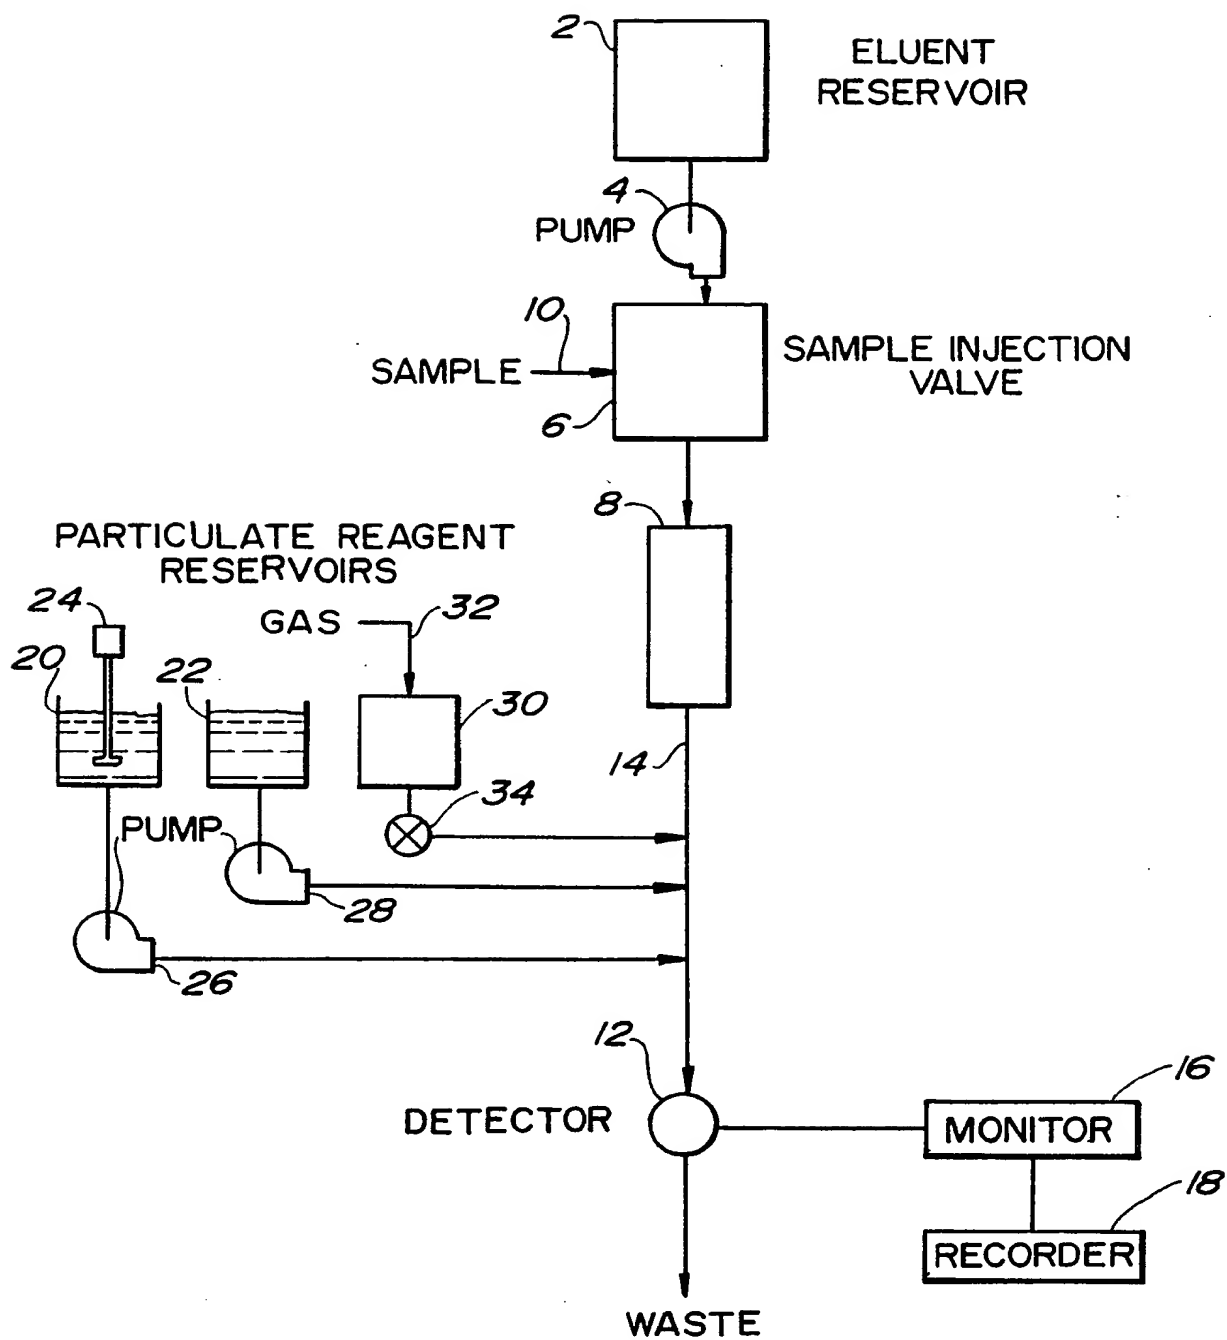 2
ELUENT
RESERVOIR
4
PUMP
10
SAMPLE
SAMPLE INJECTION
VALVE
6
8
PARTICULATE REAGENT
RESERVOIRS
24
GAS
32
20
22
30
14
34
PUMP
28
26
12
DETECTOR
16
MONITOR
18
RECORDER
WASTE